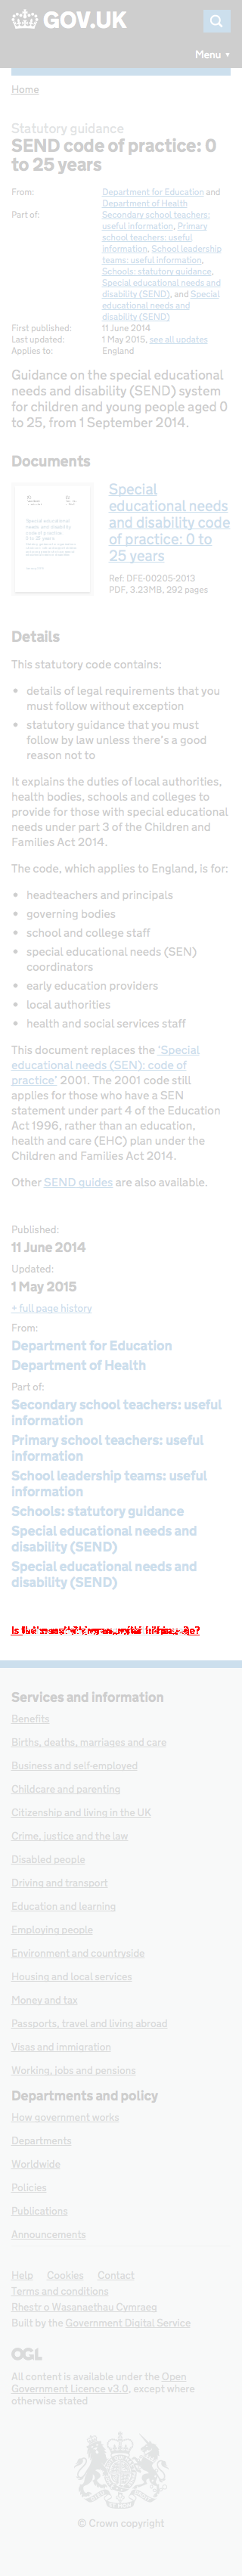 GOV.UK
Menu ▼
Home
Statutory guidance
SEND code of practice: 0
to 25 years
From: Department for Education and
Department of Health
Part of: Secondary school teachers:
useful information, Primary
school teachers: useful
information, School leadership
teams: useful information,
Schools: statutory guidance,
Special educational needs and
disability (SEND), and Special
educational needs and
disability (SEND)
First published: 11 June 2014
Last updated: 1 May 2015, see all updates
Applies to: England
Guidance on the special educational
needs and disability (SEND) system
for children and young people aged 0
to 25, from 1 September 2014.
Documents
Special
educational needs
and disability code
of practice: 0 to
25 years
Ref: DFE-00205-2013
PDF, 3.23MB, 292 pages
Details
This statutory code contains:
• details of legal requirements that you
must follow without exception
• statutory guidance that you must
follow by law unless there's a good
reason not to
It explains the duties of local authorities,
health bodies, schools and colleges to
provide for those with special educational
needs under part 3 of the Children and
Families Act 2014.
The code, which applies to England, is for:
• headteachers and principals
• governing bodies
• school and college staff
• special educational needs (SEN)
coordinators
• early education providers
• local authorities
• health and social services staff
This document replaces the 'Special
educational needs (SEN): code of
practice' 2001. The 2001 code still
applies for those who have a SEN
statement under part 4 of the Education
Act 1996, rather than an education,
health and care (EHC) plan under the
Children and Families Act 2014.
Other SEND guides are also available.
Published:
11 June 2014
Updated:
1 May 2015
+ full page history
From:
Department for Education
Department of Health
Part of:
Secondary school teachers: useful
information
Primary school teachers: useful
information
School leadership teams: useful
information
Schools: statutory guidance
Special educational needs and
disability (SEND)
Special educational needs and
disability (SEND)
Services and information
Benefits
Births, deaths, marriages and care
Business and self-employed
Childcare and parenting
Citizenship and living in the UK
Crime, justice and the law
Disabled people
Driving and transport
Education and learning
Employing people
Environment and countryside
Housing and local services
Money and tax
Passports, travel and living abroad
Visas and immigration
Working, jobs and pensions
Departments and policy
How government works
Departments
Worldwide
Policies
Publications
Announcements
Help Cookies Contact
Terms and conditions
Rhestr o Wasanaethau Cymraeg
Built by the Government Digital Service
OGL
All content is available under the Open
Government Licence v3.0, except where
otherwise stated
© Crown copyright